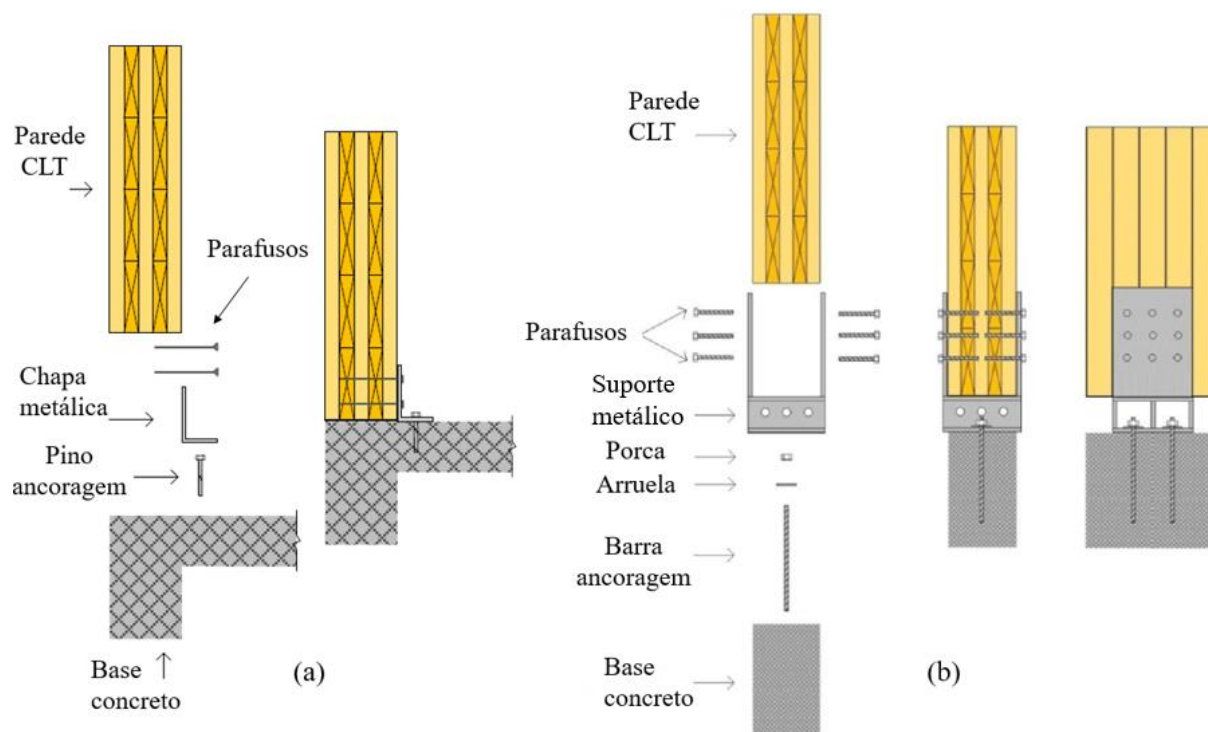 Parede
CLT
Parafusos
Chapa
metálica
Pino
ancoragem
Base
concreto
(a)
Parede
CLT
Parafusos
Suporte
metálico
Porca
Arruela
Barra
ancoragem
Base
concreto
(b)